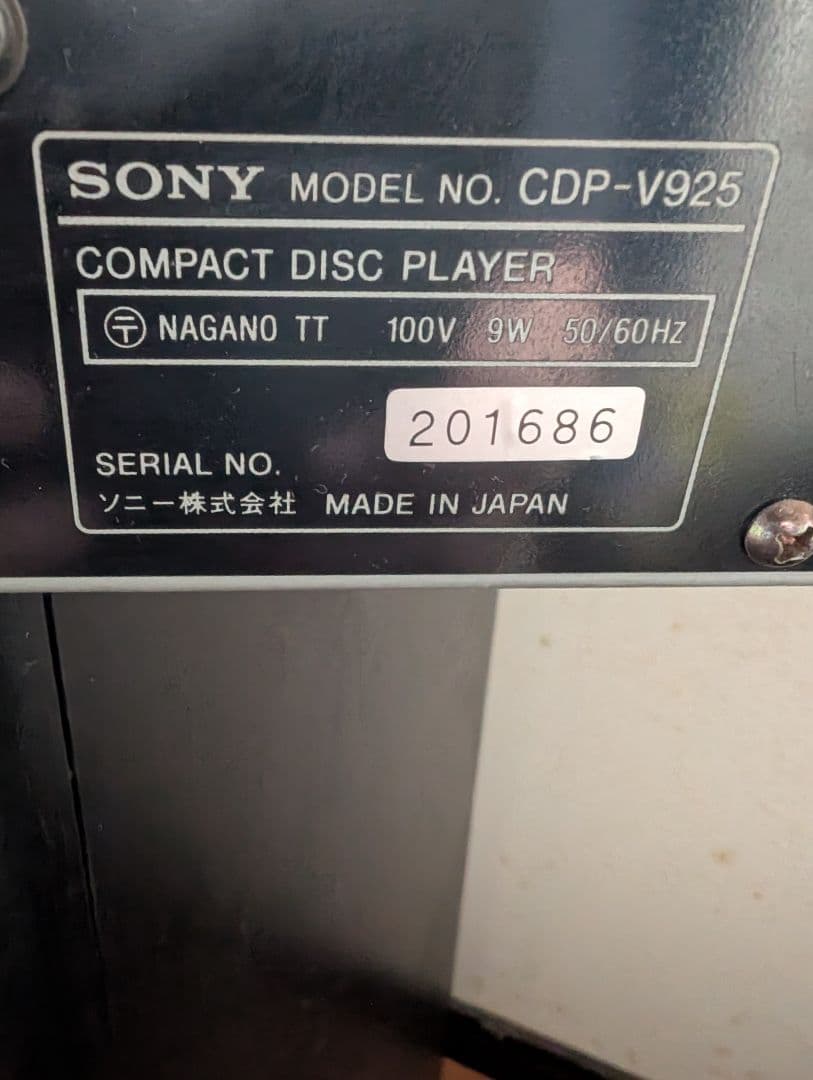 SONY MODEL NO. CDP-V925
COMPACT DISC PLAYER
〶 NAGANO TT 100V 9W 50/60HZ
201686
SERIAL NO.
ソニー株式会社 MADE IN JAPAN